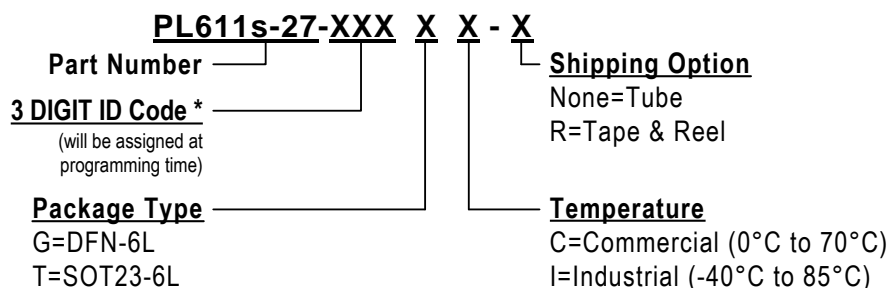 PL611s-27-XXX X X - X
Part Number
3 DIGIT ID Code *
(will be assigned at
programming time)
Package Type
G=DFN-6L
T=SOT23-6L
Shipping Option
None=Tube
R=Tape & Reel
Temperature
C=Commercial (0°C to 70°C)
I=Industrial (-40°C to 85°C)